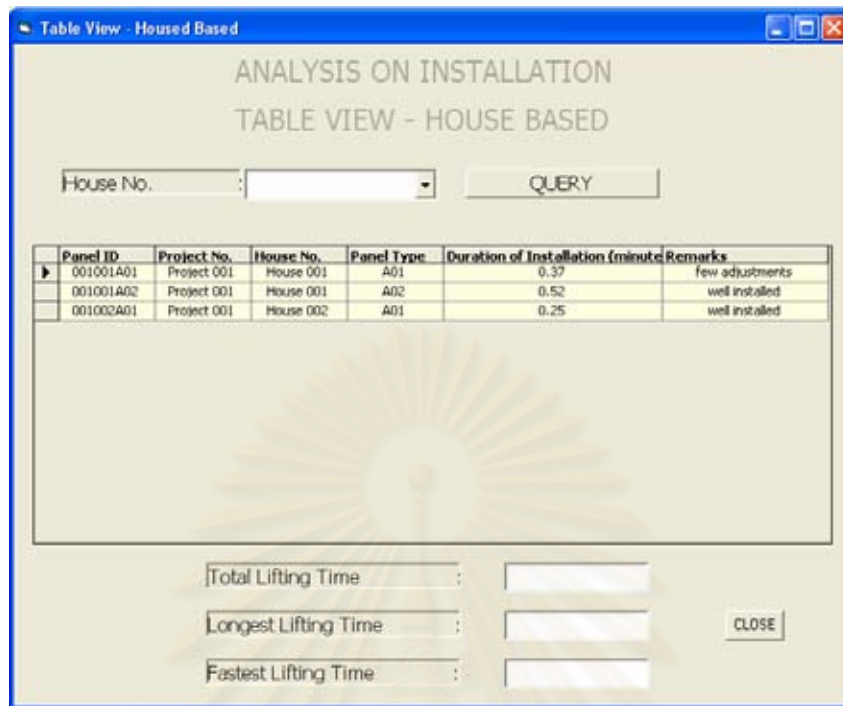 Table View - Housed Based
ANALYSIS ON INSTALLATION
TABLE VIEW - HOUSE BASED
House No. : QUERY
Panel ID Project No. House No. Panel Type Duration of Installation (minute Remarks
001001A01 Project 001 House 001 A01 0.37 few adjustments
001001A02 Project 001 House 001 A02 0.52 well installed
001002A01 Project 001 House 002 A01 0.25 well installed
Total Lifting Time :
Longest Lifting Time : CLOSE
Fastest Lifting Time :